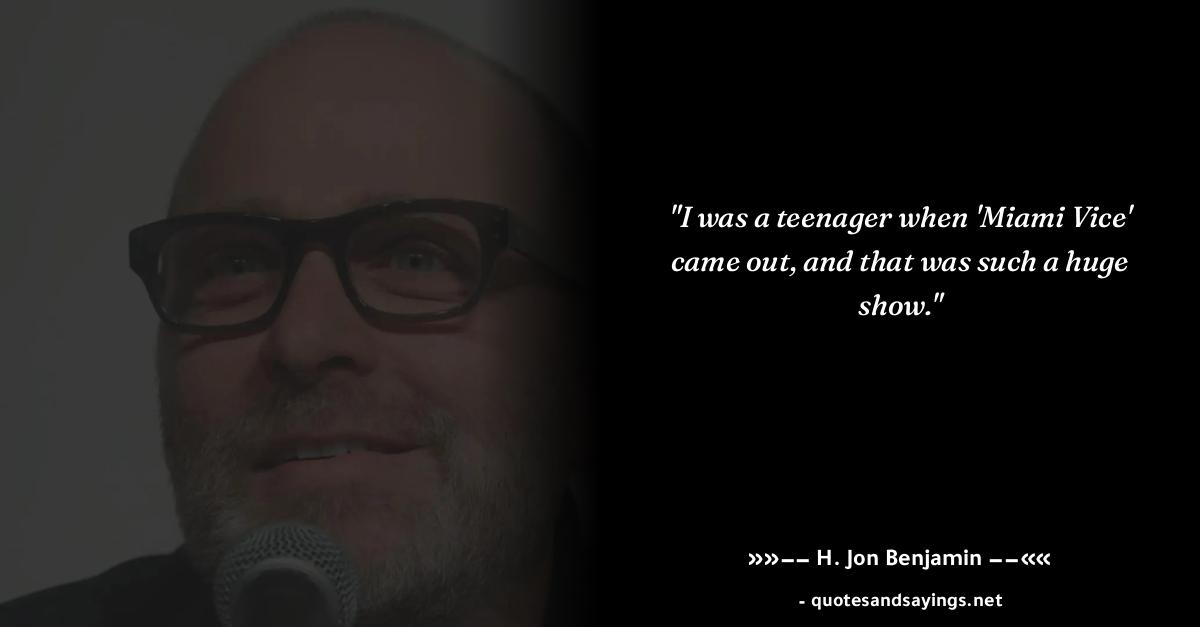 "I was a teenager when 'Miami Vice'
came out, and that was such a huge
show."
»»−− H. Jon Benjamin −−««
- quotesandsayings.net